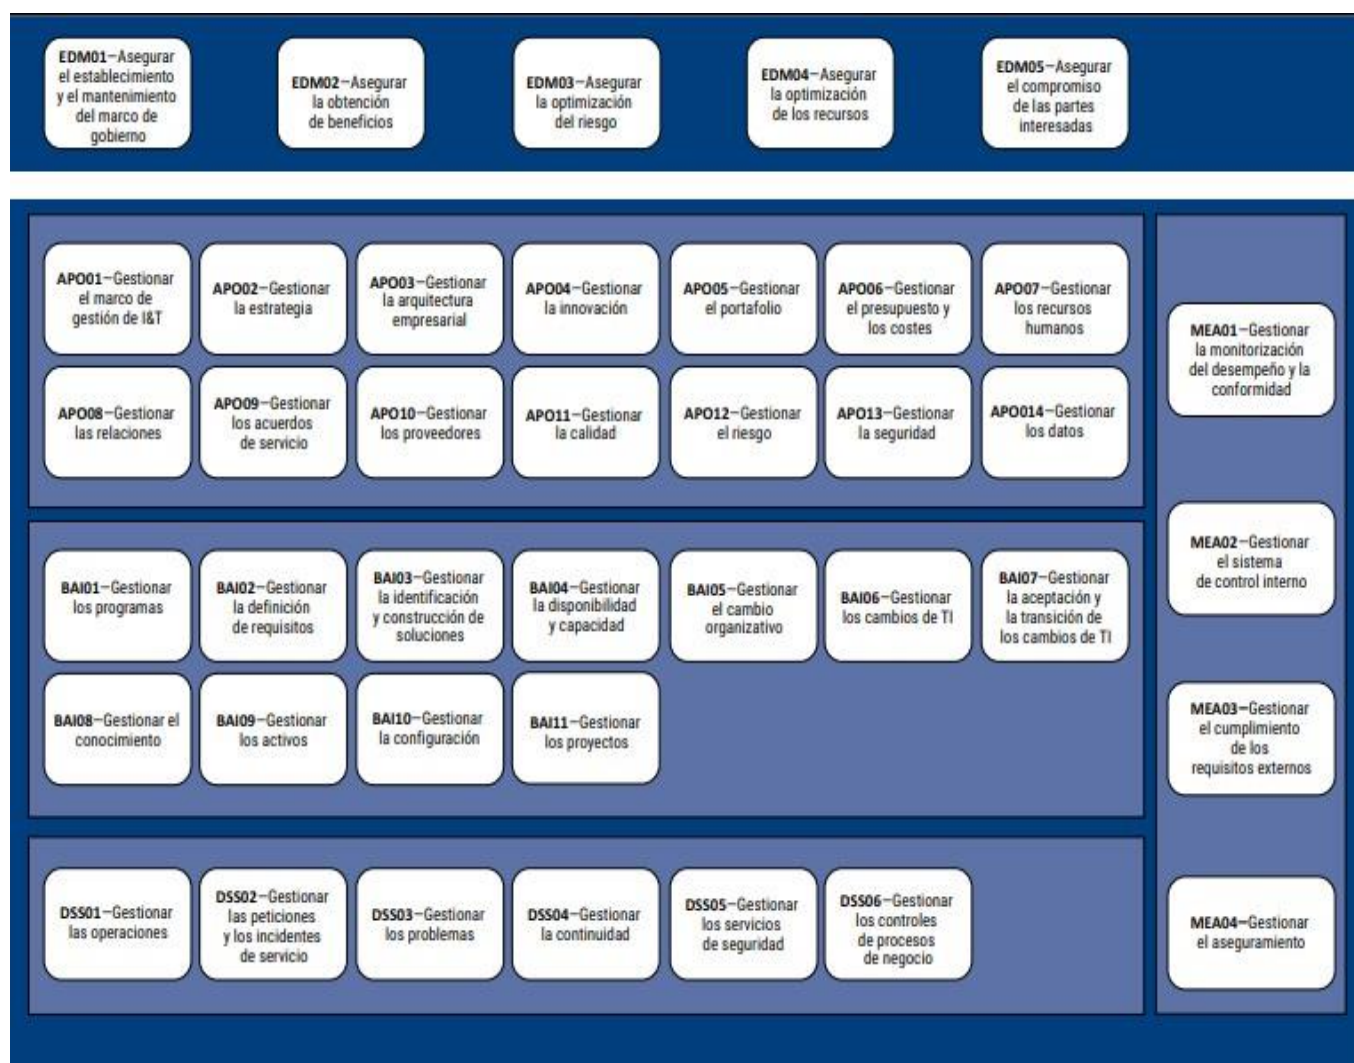 EDM01—Asegurar
el establecimiento
y el mantenimiento
del marco de
gobierno
EDM02—Asegurar
la obtención
de beneficios
EDM03—Asegurar
la optimización
del riesgo
EDM04—Asegurar
la optimización
de los recursos
EDM05—Asegurar
el compromiso
de las partes
interesadas
APO01—Gestionar
el marco de
gestión de I&T
APO02—Gestionar
la estrategia
APO03—Gestionar
la arquitectura
empresarial
APO04—Gestionar
la innovación
APO05—Gestionar
el portafolio
APO06—Gestionar
el presupuesto y
los costes
APO07—Gestionar
los recursos
humanos
APO08—Gestionar
las relaciones
APO09—Gestionar
los acuerdos
de servicio
APO10—Gestionar
los proveedores
APO11—Gestionar
la calidad
APO12—Gestionar
el riesgo
APO13—Gestionar
la seguridad
APO014—Gestionar
los datos
BAI01—Gestionar
los programas
BAI02—Gestionar
la definición
de requisitos
BAI03—Gestionar
la identificación
y construcción de
soluciones
BAI04—Gestionar
la disponibilidad
y capacidad
BAI05—Gestionar
el cambio
organizativo
BAI06—Gestionar
los cambios de TI
BAI07—Gestionar
la aceptación y
la transición de
los cambios de TI
BAI08—Gestionar el
conocimiento
BAI09—Gestionar
los activos
BAI10—Gestionar
la configuración
BAI11—Gestionar
los proyectos
DSS01—Gestionar
las operaciones
DSS02—Gestionar
las peticiones
y los incidentes
de servicio
DSS03—Gestionar
los problemas
DSS04—Gestionar
la continuidad
DSS05—Gestionar
los servicios
de seguridad
DSS06—Gestionar
los controles
de procesos
de negocio
MEA01—Gestionar
la monitorización
del desempeño y la
conformidad
MEA02—Gestionar
el sistema
de control interno
MEA03—Gestionar
el cumplimiento
de los
requisitos externos
MEA04—Gestionar
el aseguramiento